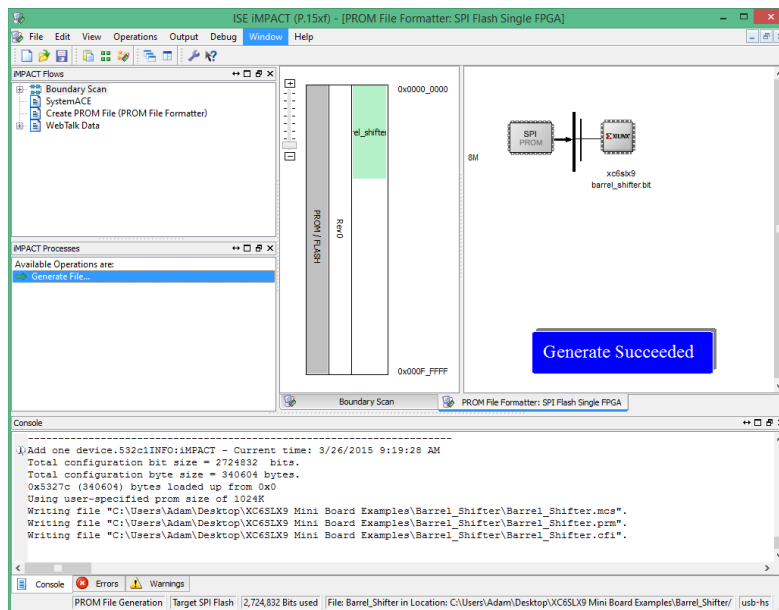 ISE iMPACT (P.15xf) - [PROM File Formatter: SPI Flash Single FPGA]
File Edit View Operations Output Debug Window Help
iMPACT Flows
Boundary Scan
SystemACE
Create PROM File (PROM File Formatter)
WebTalk Data
iMPACT Processes
Available Operations are:
Generate File...
PROM / FLASH
Rev0
el_shifte
0x0000_0000
0x000F_FFFF
8M
SPI
PROM
XILINX
xc6slx9
barrel_shifter.bit
Generate Succeeded
Boundary Scan
PROM File Formatter: SPI Flash Single FPGA
Console
----------------------------------------------------------------------
Add one device.532c1INFO:iMPACT - Current time: 3/26/2015 9:19:28 AM
Total configuration bit size = 2724832 bits.
Total configuration byte size = 340604 bytes.
0x5327c (340604) bytes loaded up from 0x0
Using user-specified prom size of 1024K
Writing file "C:\Users\Adam\Desktop\XC6SLX9 Mini Board Examples\Barrel_Shifter\Barrel_Shifter.mcs".
Writing file "C:\Users\Adam\Desktop\XC6SLX9 Mini Board Examples\Barrel_Shifter\Barrel_Shifter.prm".
Writing file "C:\Users\Adam\Desktop\XC6SLX9 Mini Board Examples\Barrel_Shifter\Barrel_Shifter.cfi".
Console Errors Warnings
PROM File Generation Target SPI Flash 2,724,832 Bits used File: Barrel_Shifter in Location: C:\Users\Adam\Desktop\XC6SLX9 Mini Board Examples\Barrel_Shifter/ usb-hs